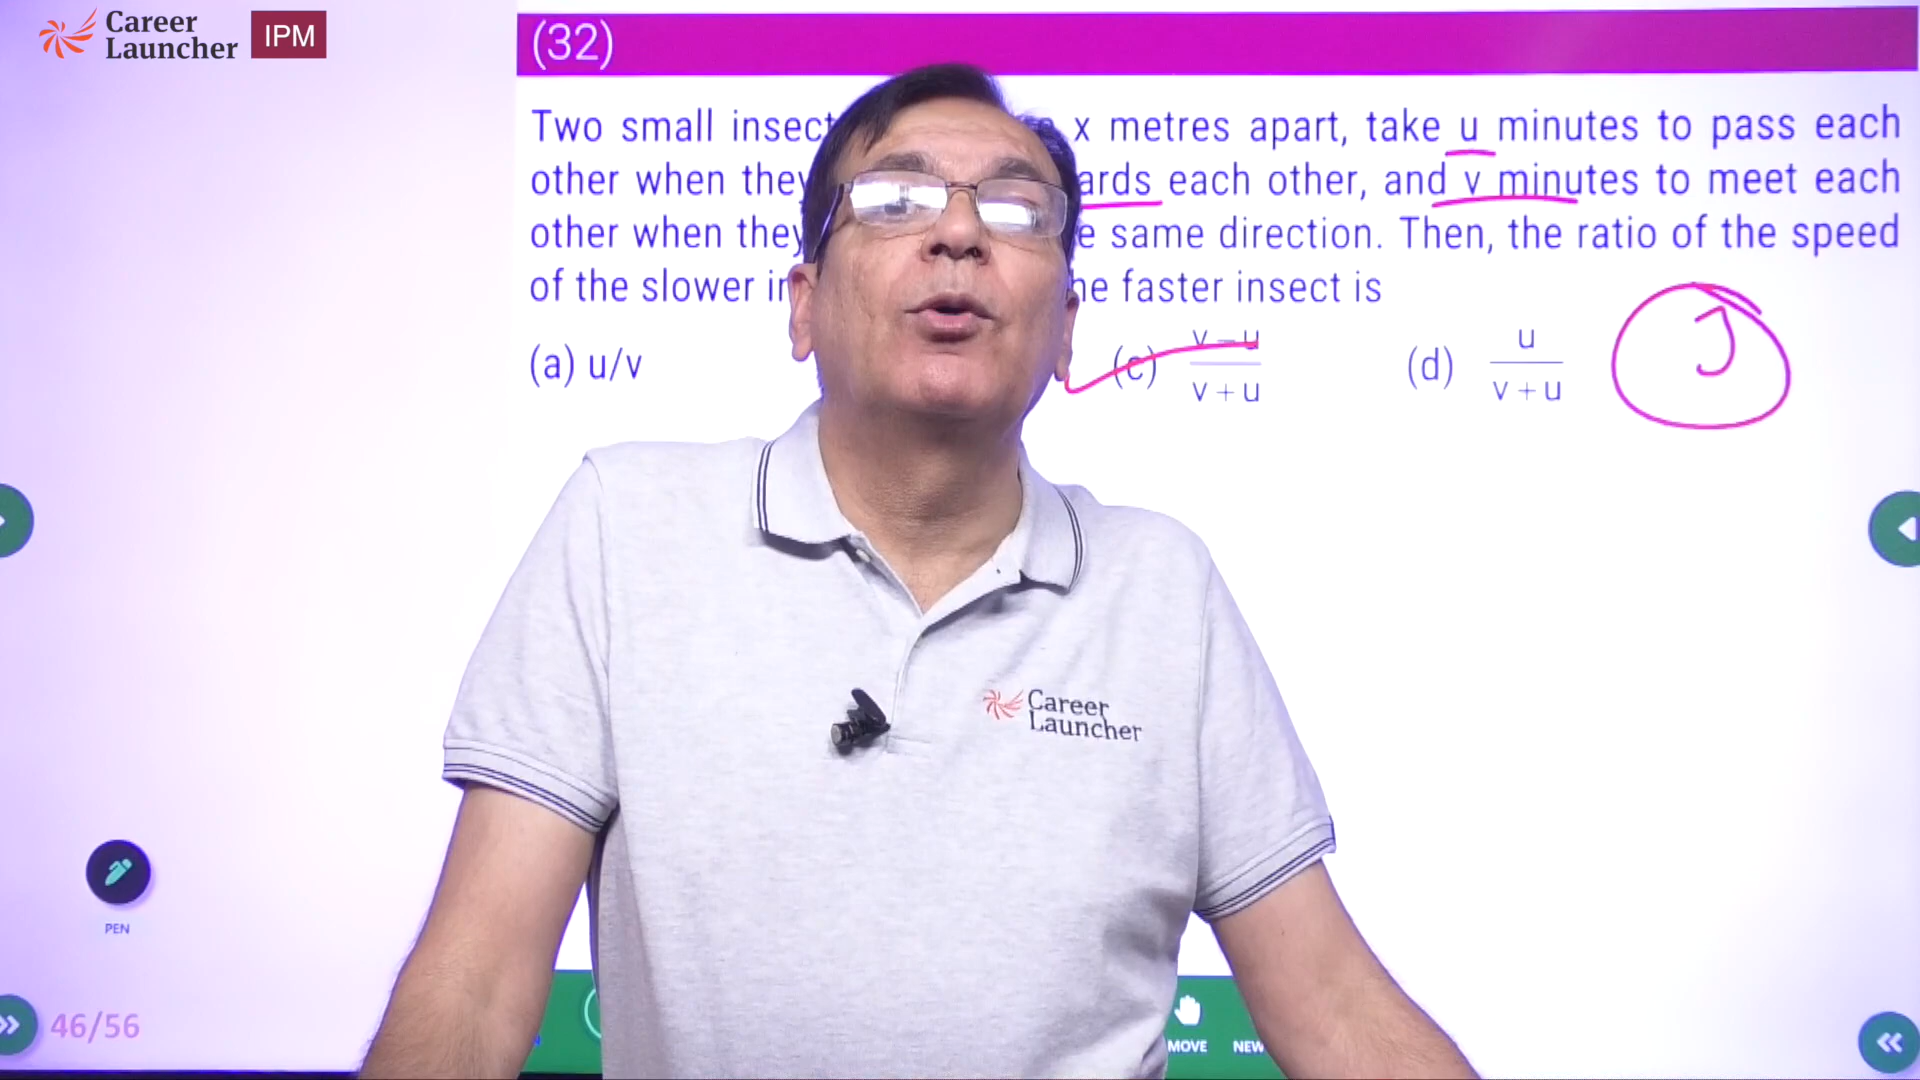 Career
Launcher
IPM
(32)
Two small insect x metres apart, take u minutes to pass each
other when they ards each other, and v minutes to meet each
other when they same direction. Then, the ratio of the speed
of the slower in he faster insect is
(a) u/v
(c) v – u
v + u
(d) u
v + u
J
Career
Launcher
PEN
46/56
MOVE
NEW